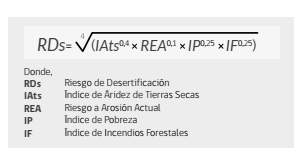 RDs= ⁴√(IAts^0,4 × REA^0,1 × IP^0,25 × IF^0,25)
Donde,
RDs Riesgo de Desertificación
IAts Índice de Áridez de Tierras Secas
REA Riesgo a Arosión Actual
IP Índice de Pobreza
IF Índice de Incendios Forestales